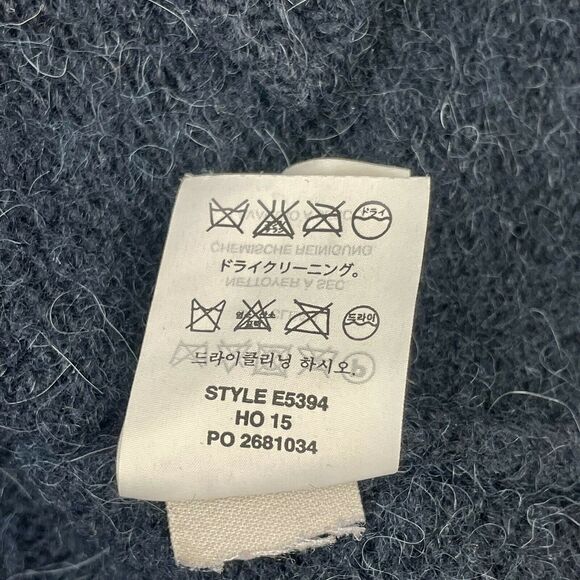 ドライ
CHEMISCHE REINIGUNG
ドライクリーニング。
NETTOYER À SEC
드라이
드라이클리닝 하시오.
STYLE E5394
HO 15
PO 2681034